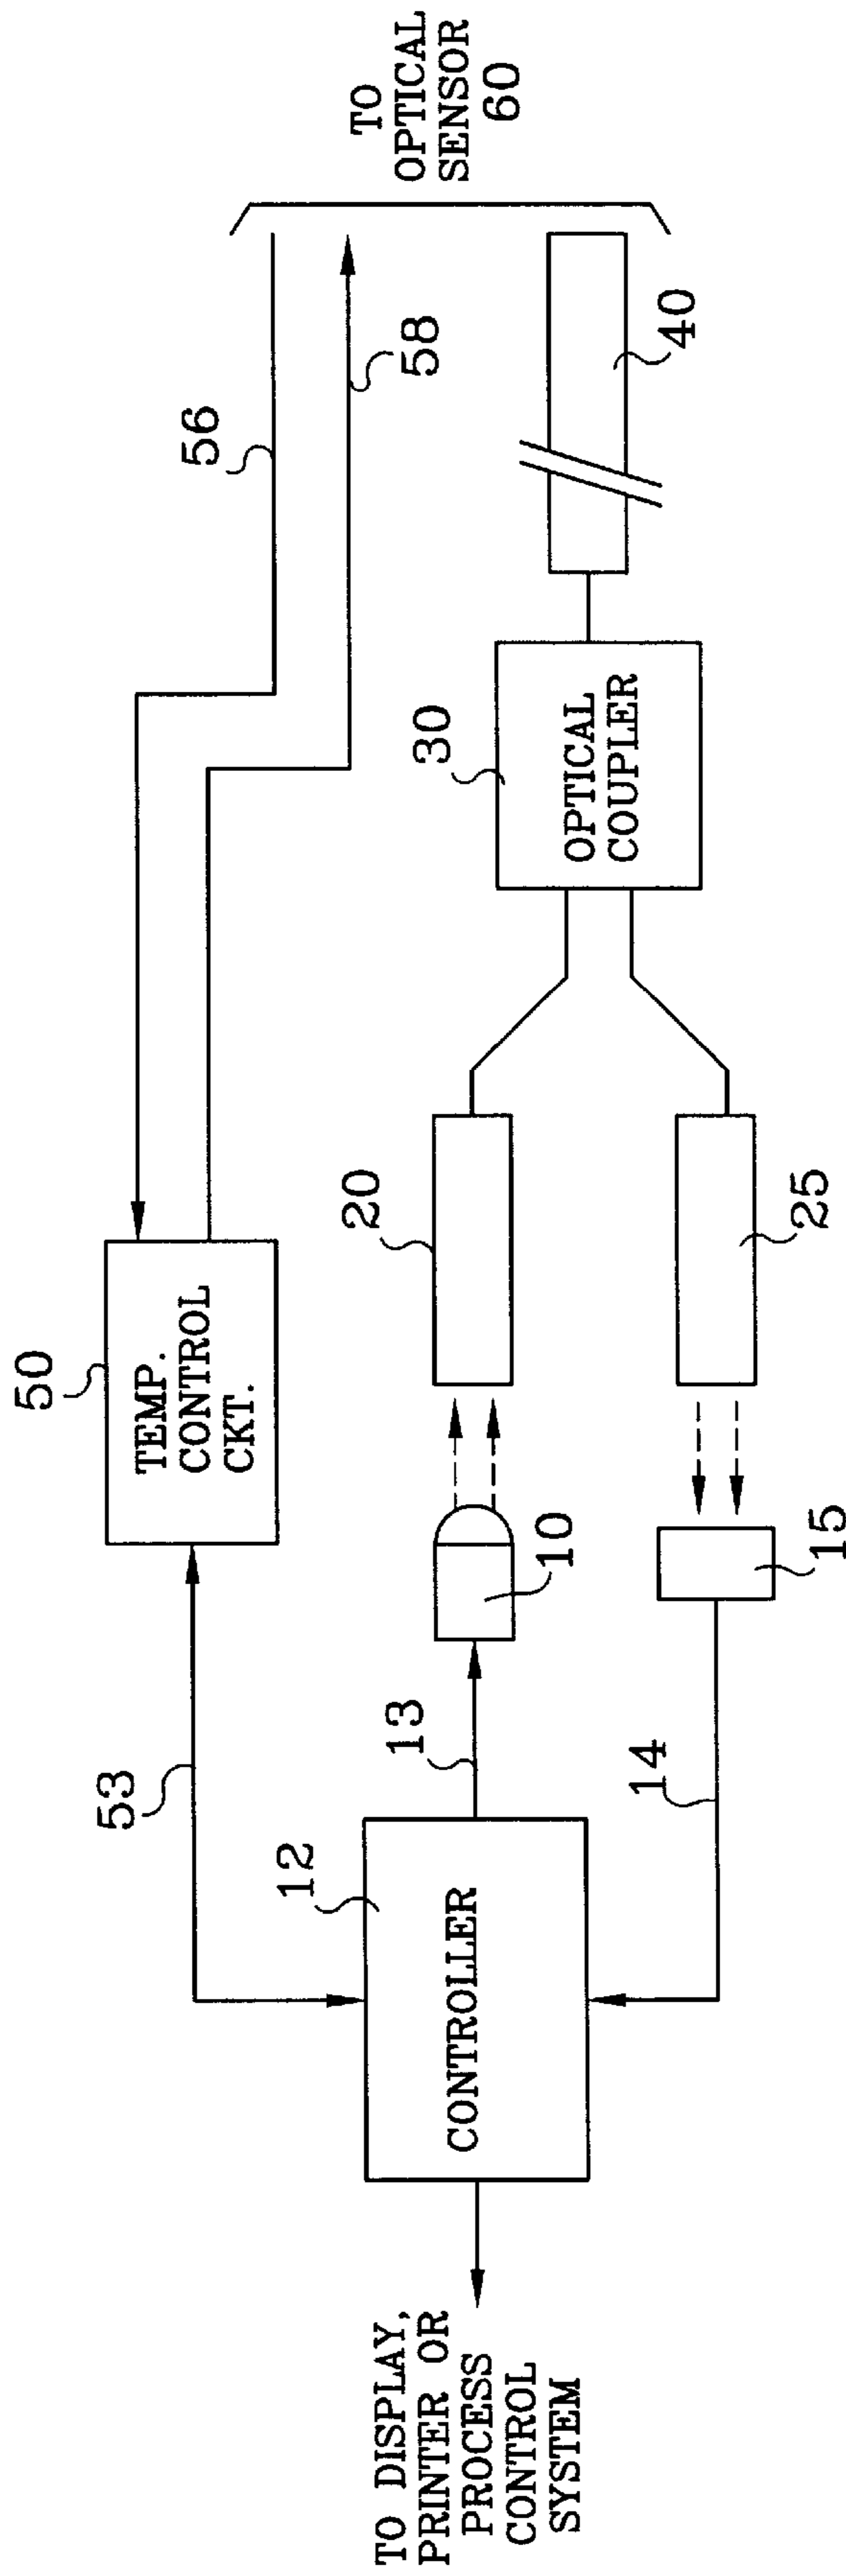 TO DISPLAY,
PRINTER OR
PROCESS
CONTROL
SYSTEM
12
CONTROLLER
53
50
TEMP.
CONTROL
CKT.
13
10
14
15
20
25
30
OPTICAL
COUPLER
56
58
40
TO
OPTICAL
SENSOR
60